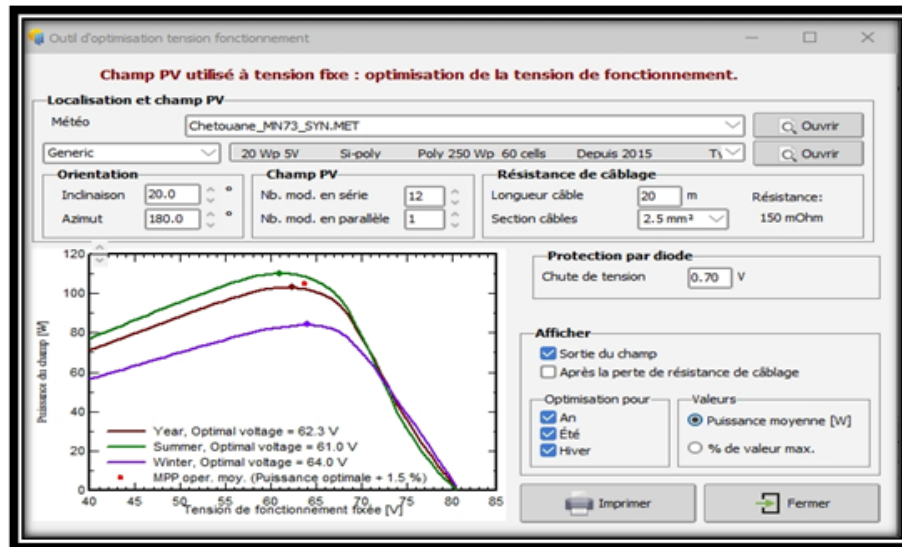 Outil d'optimisation tension fonctionnement
Champ PV utilisé à tension fixe : optimisation de la tension de fonctionnement.
Localisation et champ PV
Météo Chetouane_MN73_SYN.MET Ouvrir
Generic 20 Wp 5V Si-poly Poly 250 Wp 60 cells Depuis 2015 Ty Ouvrir
Orientation Champ PV Résistance de câblage
Inclinaison 20.0 ° Nb. mod. en série 12 Longueur câble 20 m Résistance:
Azimut 180.0 ° Nb. mod. en parallèle 1 Section câbles 2.5 mm² 150 mOhm
Puissance du champ [W]
120
100
80
60
40
20
0
Year, Optimal voltage = 62.3 V
Summer, Optimal voltage = 61.0 V
Winter, Optimal voltage = 64.0 V
MPP oper. moy. (Puissance optimale + 1.5 %)
40 45 50 55 60 65 70 75 80 85
Tension de fonctionnement fixée [V]
Protection par diode
Chute de tension 0.70 V
Afficher
Sortie du champ
Après la perte de résistance de câblage
Optimisation pour
An
Été
Hiver
Valeurs
Puissance moyenne [W]
% de valeur max.
Imprimer Fermer